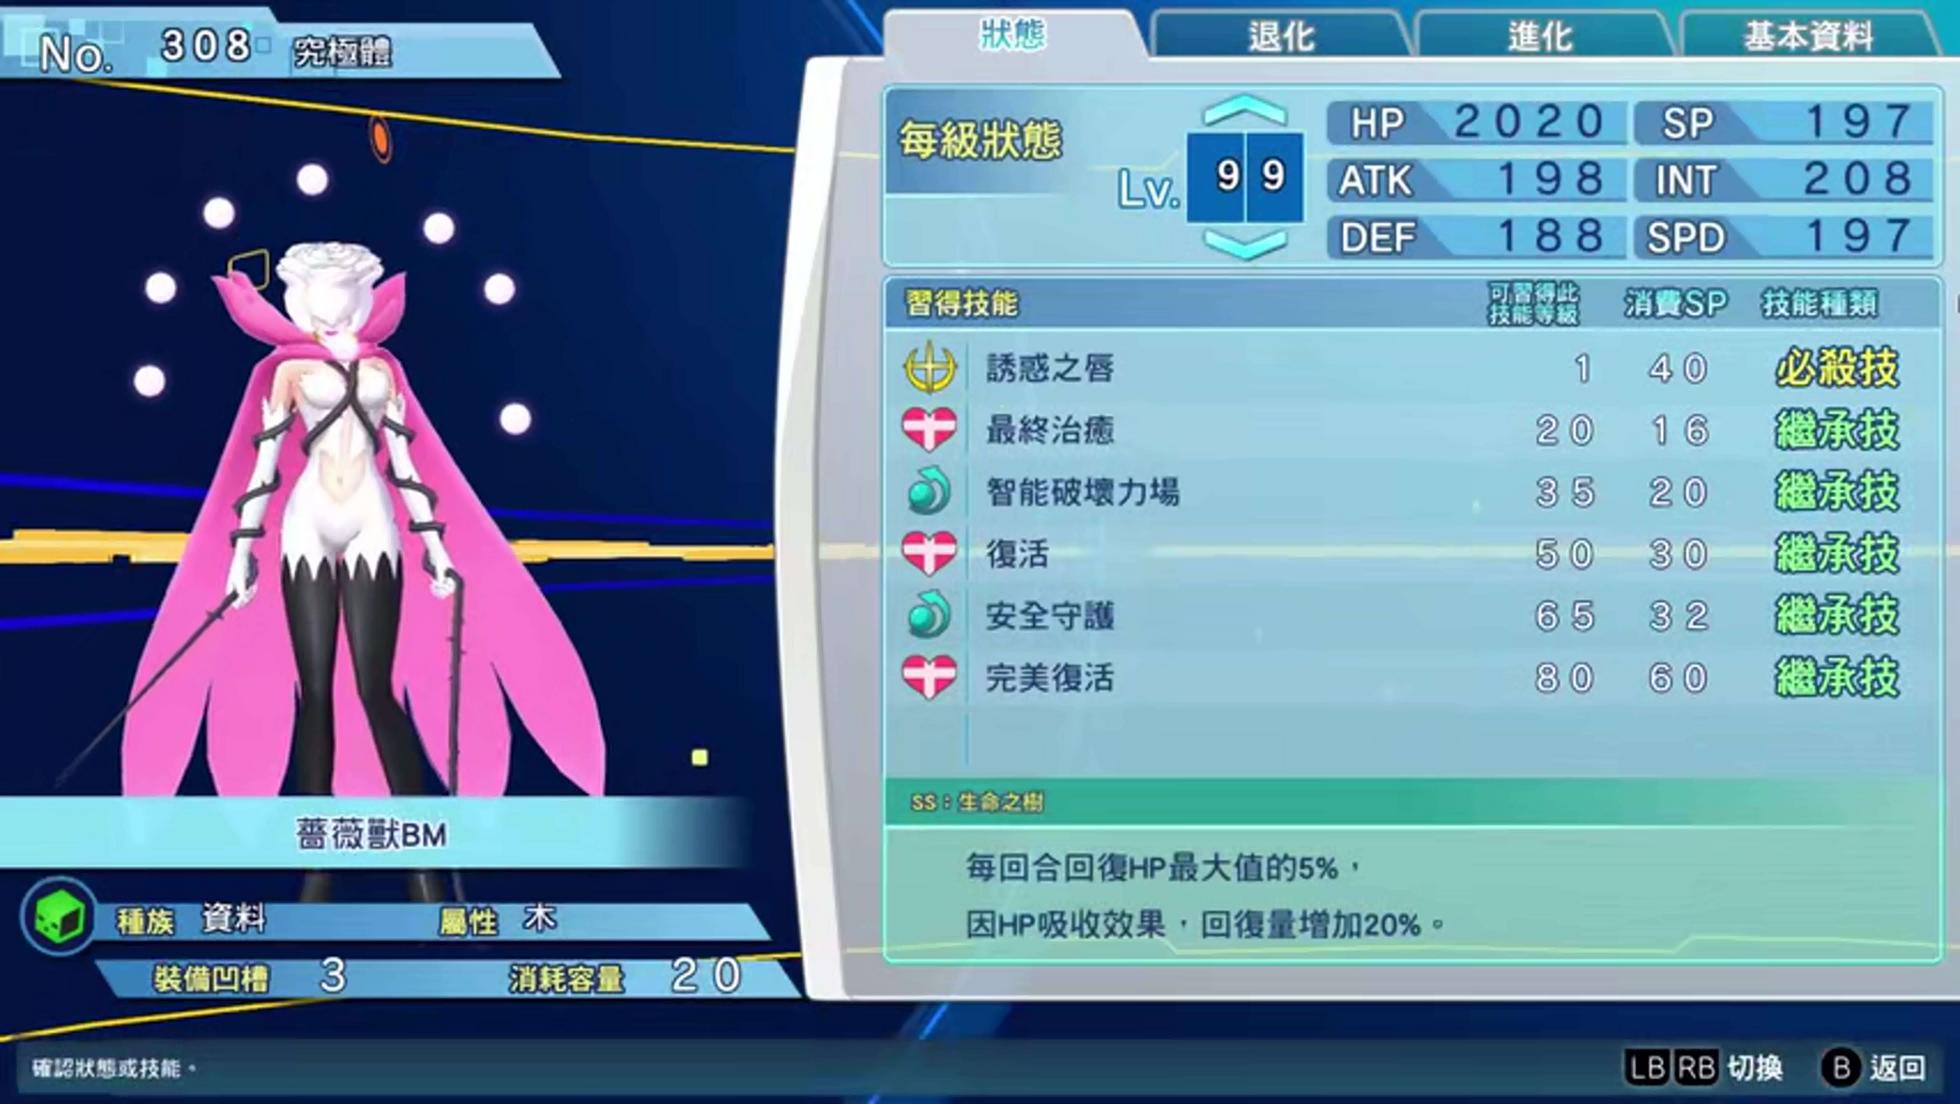 No. 308 究極體
狀態 退化 進化 基本資料
每級狀態
Lv. 99
HP 2020 SP 197
ATK 198 INT 208
DEF 188 SPD 197
習得技能 可習得此技能等級 消費SP 技能種類
誘惑之唇 1 40 必殺技
最終治癒 20 16 繼承技
智能破壞力場 35 20 繼承技
復活 50 30 繼承技
安全守護 65 32 繼承技
完美復活 80 60 繼承技
SS：生命之樹
每回合回復HP最大值的5%，
因HP吸收效果，回復量增加20%。
薔薇獸BM
種族 資料 屬性 木
裝備凹槽 3 消耗容量 20
確認狀態或技能。
LB RB 切換 B 返回